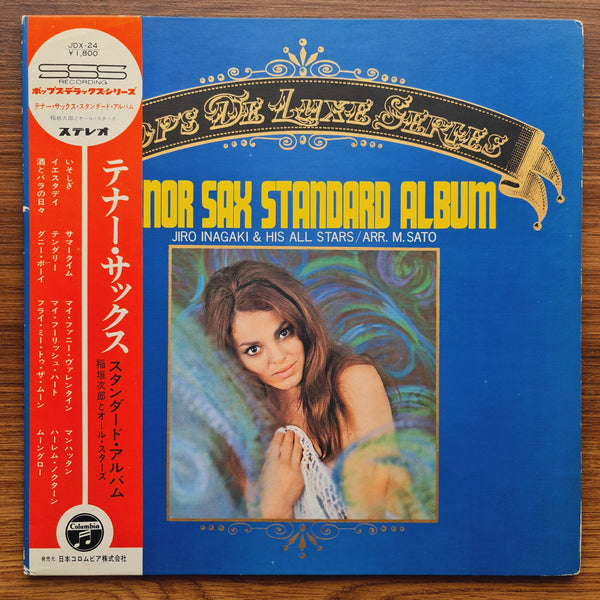 JDX-24
¥1,800
SSS
RECORDING
ポップス・デラックス・シリーズ
テナー・サックス・スタンダード・アルバム
稲垣次郎とオール・スターズ
ステレオ
テナー・サックス
スタンダード・アルバム
稲垣次郎とオール・スターズ
いそしぎ
イエスタデイ
酒とバラの日々
サマータイム
テンダリー
ダニー・ボーイ
マイ・ファニー・ヴァレンタイン
マイ・フーリッシュ・ハート
フライ・ミー・トゥ・ザ・ムーン
マンハッタン
ハーレム・ノクターン
ムーングロー
Columbia
発売元 日本コロムビア株式会社
OPS DE LUXE SERIES
NOR SAX STANDARD ALBUM
JIRO INAGAKI & HIS ALL STARS/ARR. M. SATO